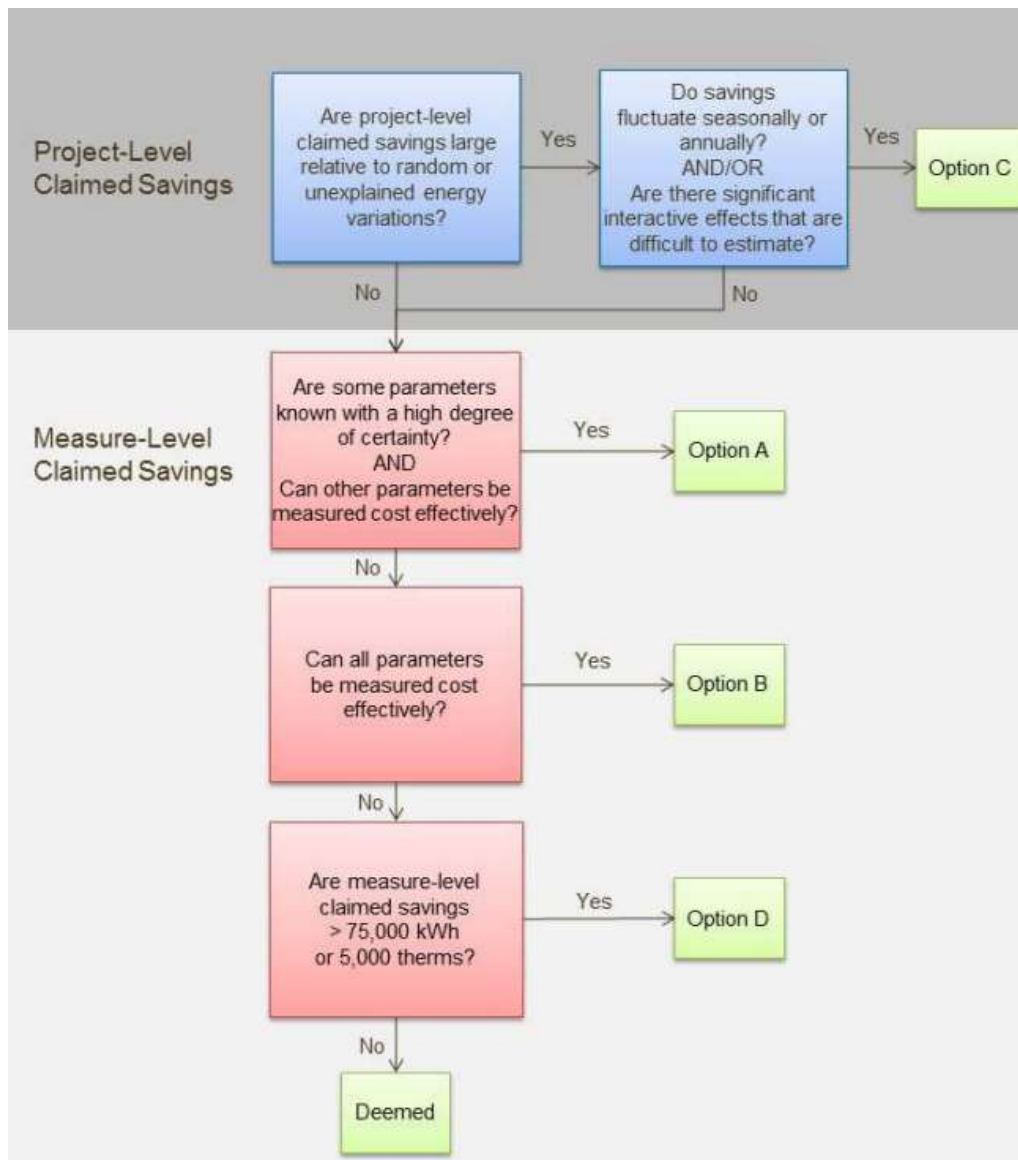 Project-Level
Claimed Savings
Are project-level
claimed savings large
relative to random or
unexplained energy
variations?
Yes
Do savings
fluctuate seasonally or
annually?
AND/OR
Are there significant
interactive effects that are
difficult to estimate?
Yes
Option C
No
No
Measure-Level
Claimed Savings
Are some parameters
known with a high degree
of certainty?
AND
Can other parameters be
measured cost effectively?
Yes
Option A
No
Can all parameters
be measured cost
effectively?
Yes
Option B
No
Are measure-level
claimed savings
> 75,000 kWh
or 5,000 therms?
Yes
Option D
No
Deemed